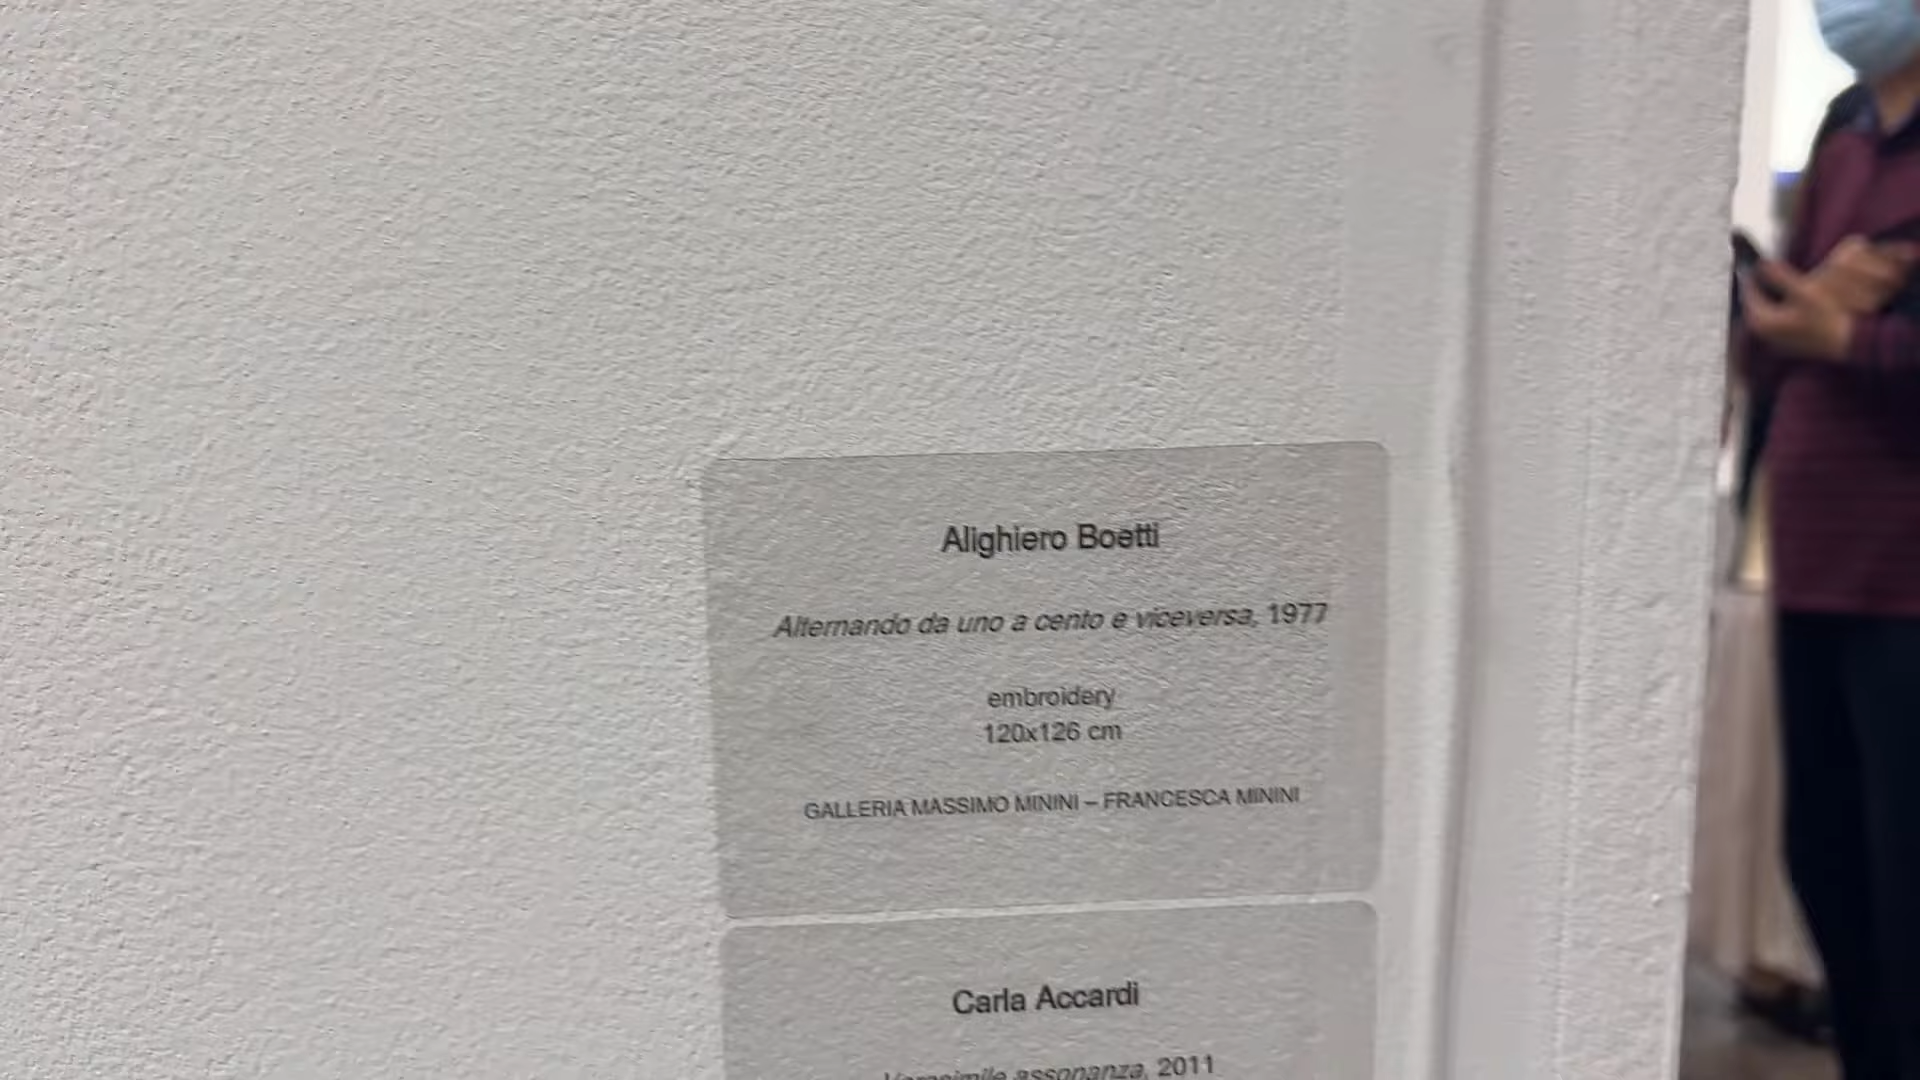 Alighiero Boetti
Alternando da uno a cento e viceversa, 1977
embroidery
120x126 cm
GALLERIA MASSIMO MININI – FRANCESCA MININI
Carla Accardi
Verosimile assonanza, 2011